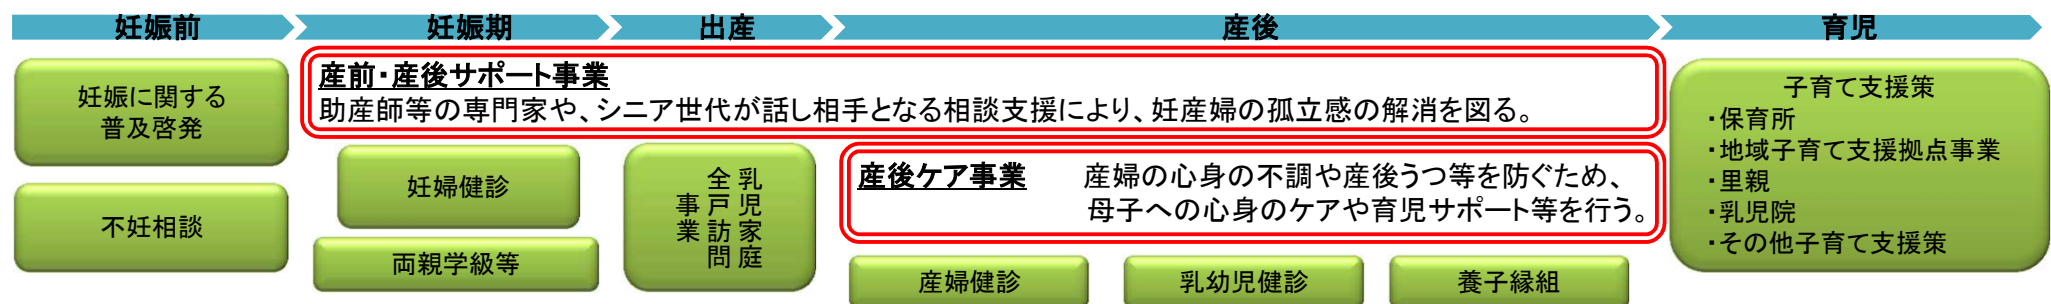 妊娠前
妊娠期
出産
産後
育児
妊娠に関する
普及啓発
不妊相談
産前・産後サポート事業
助産師等の専門家や、シニア世代が話し相手となる相談支援により、妊産婦の孤立感の解消を図る。
妊婦健診
両親学級等
乳児家庭
全戸訪問
事業
産後ケア事業 産婦の心身の不調や産後うつ等を防ぐため、
母子への心身のケアや育児サポート等を行う。
産婦健診
乳幼児健診
養子縁組
子育て支援策
・保育所
・地域子育て支援拠点事業
・里親
・乳児院
・その他子育て支援策